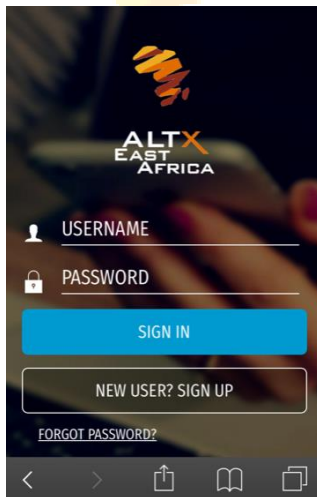 ALTX
EAST
AFRICA
USERNAME
PASSWORD
SIGN IN
NEW USER? SIGN UP
FORGOT PASSWORD?